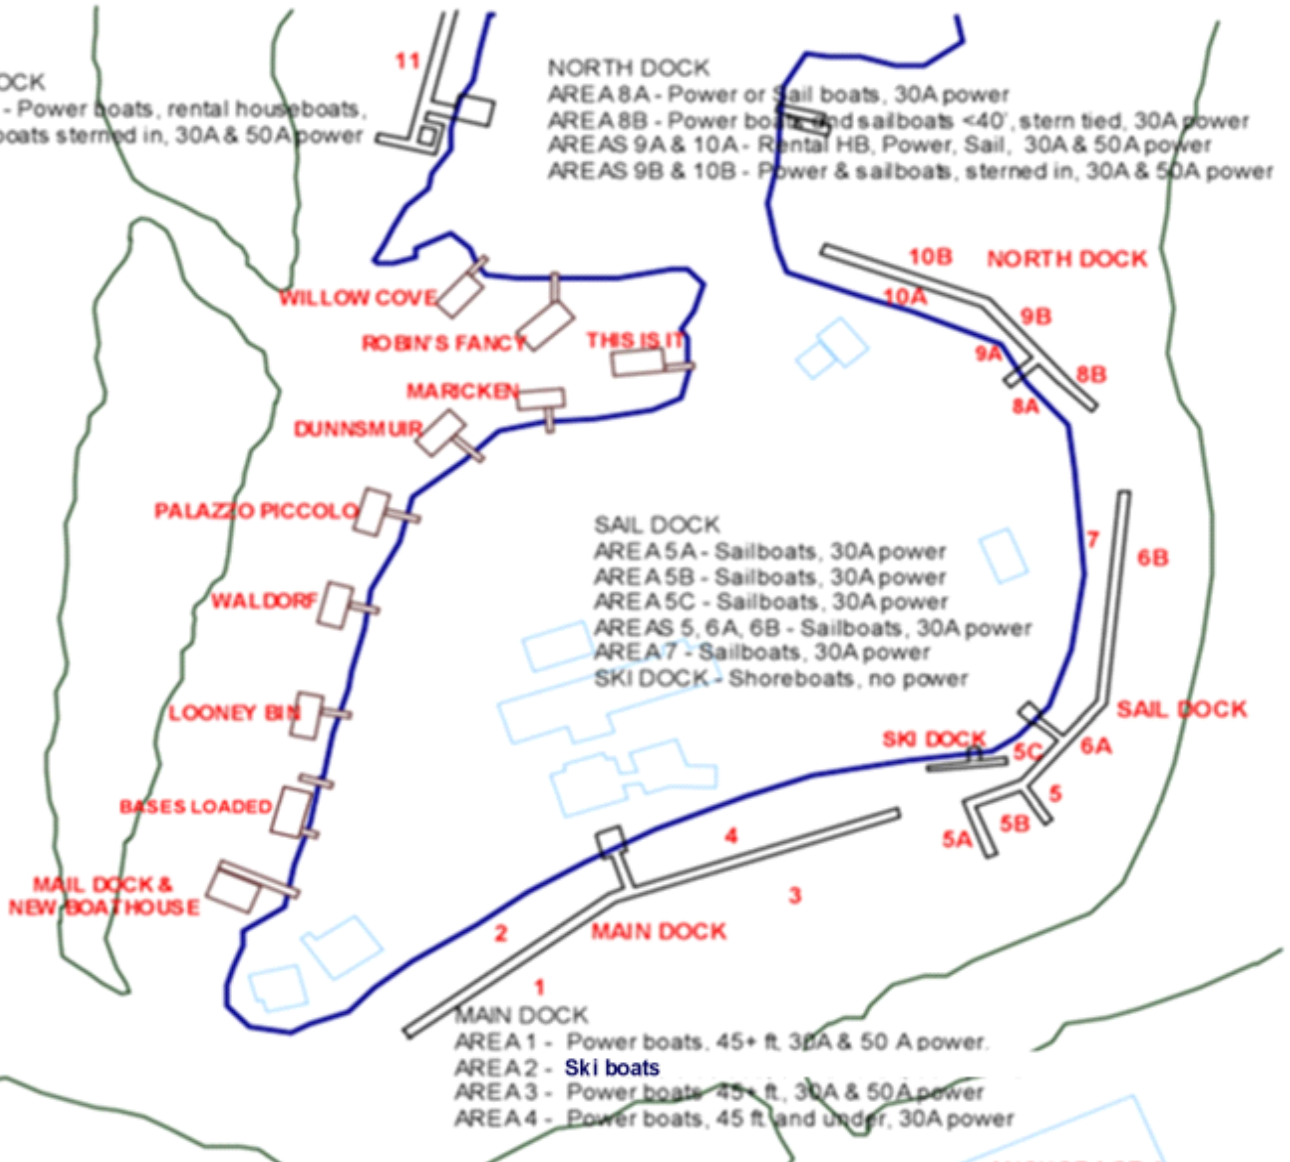 11
OCK
- Power boats, rental houseboats,
boats sterned in, 30A & 50A power
NORTH DOCK
AREA 8A - Power or Sail boats, 30A power
AREA 8B - Power boats and sailboats <40', stern tied, 30A power
AREAS 9A & 10A - Rental HB, Power, Sail, 30A & 50A power
AREAS 9B & 10B - Power & sailboats, sterned in, 30A & 50A power
10B
NORTH DOCK
10A
9B
9A
8B
8A
WILLOW COVE
ROBIN'S FANCY
THIS IS IT
MARICKEN
DUNNSMUIR
PALAZZO PICCOLO
WALDORF
LOONEY BIN
BASES LOADED
MAIL DOCK &
NEW BOATHOUSE
SAIL DOCK
AREA 5A - Sailboats, 30A power
AREA 5B - Sailboats, 30A power
AREA 5C - Sailboats, 30A power
AREAS 5, 6A, 6B - Sailboats, 30A power
AREA 7 - Sailboats, 30A power
SKI DOCK - Shoreboats, no power
7
6B
SAIL DOCK
SKI DOCK
5C
6A
5
5B
5A
4
3
2
MAIN DOCK
1
MAIN DOCK
AREA 1 - Power boats, 45+ ft, 30A & 50 A power.
AREA 2 - Ski boats
AREA 3 - Power boats 45+ ft., 30A & 50A power
AREA 4 - Power boats, 45 ft and under, 30A power